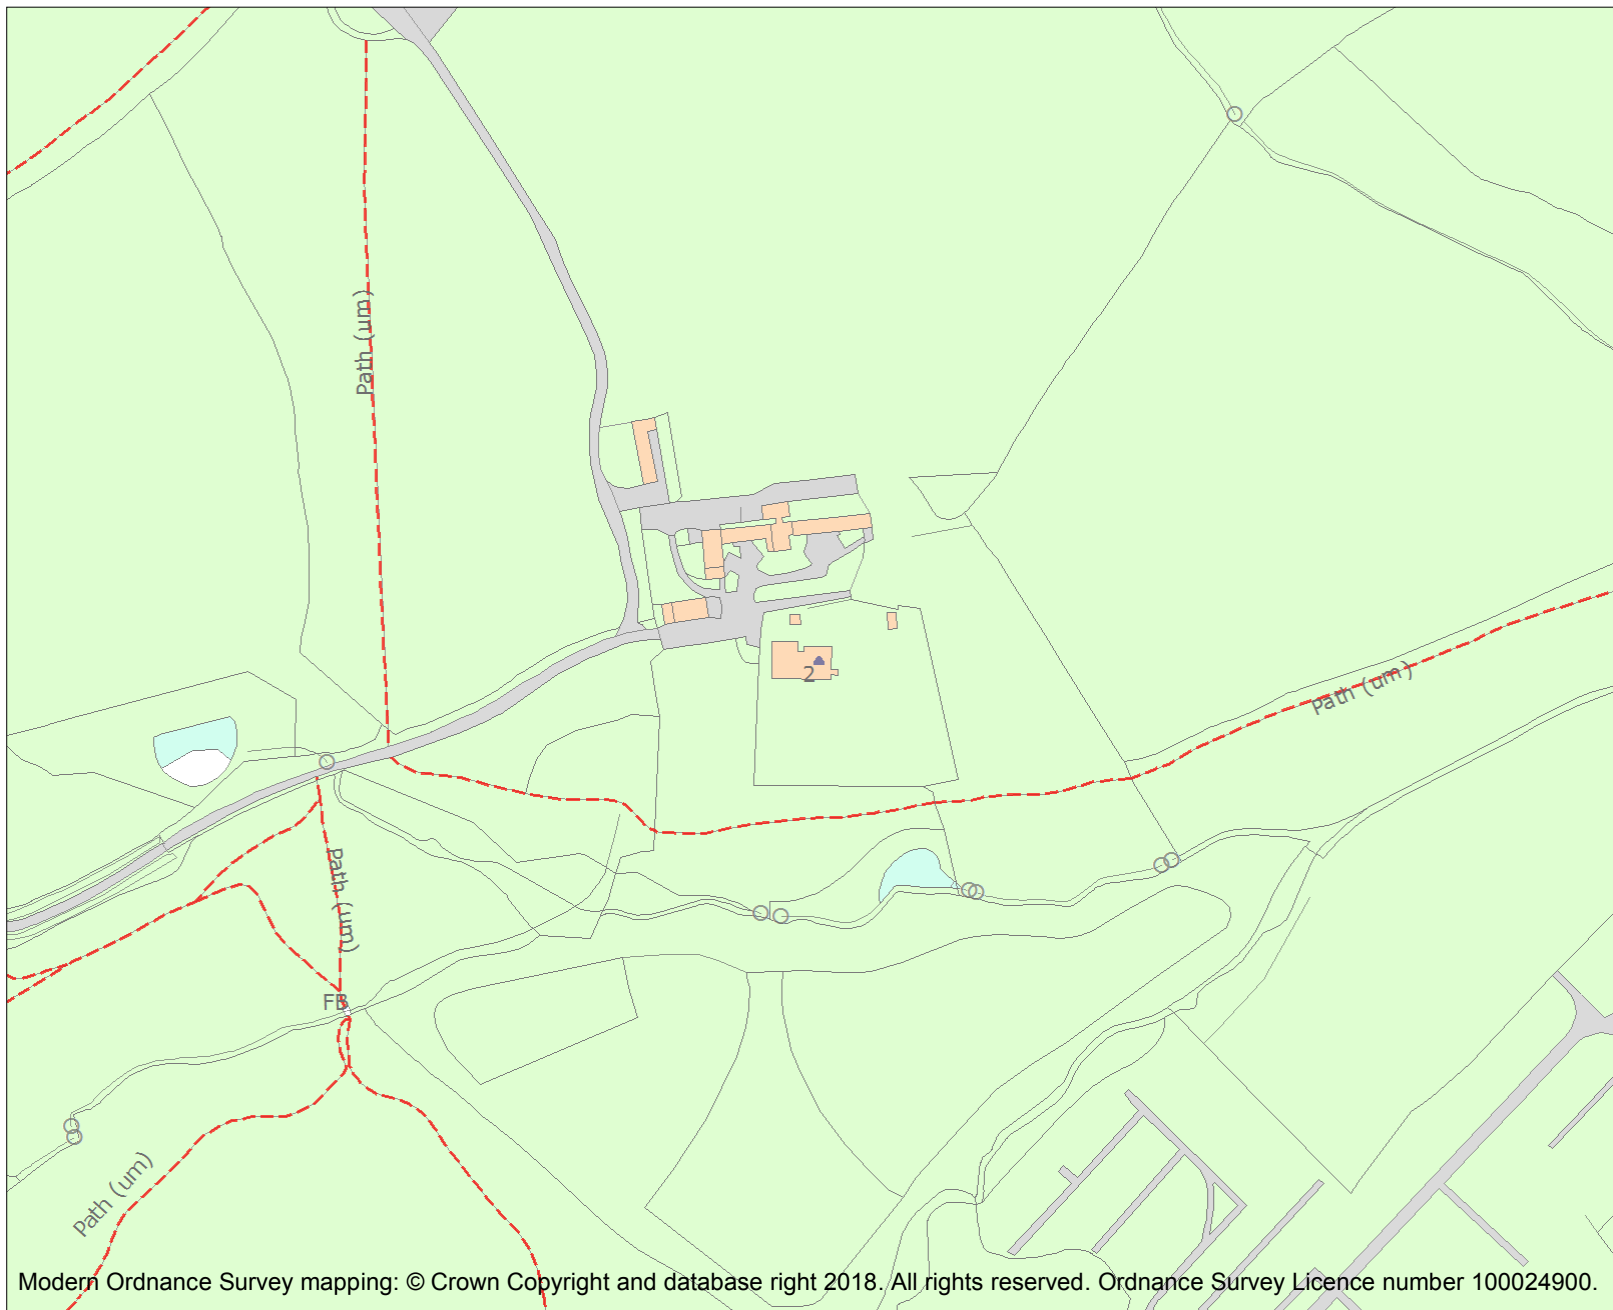 Path (um)
2
Path (um)
Path (um)
FB
Path (um)
Modern Ordnance Survey mapping: © Crown Copyright and database right 2018. All rights reserved. Ordnance Survey Licence number 100024900.